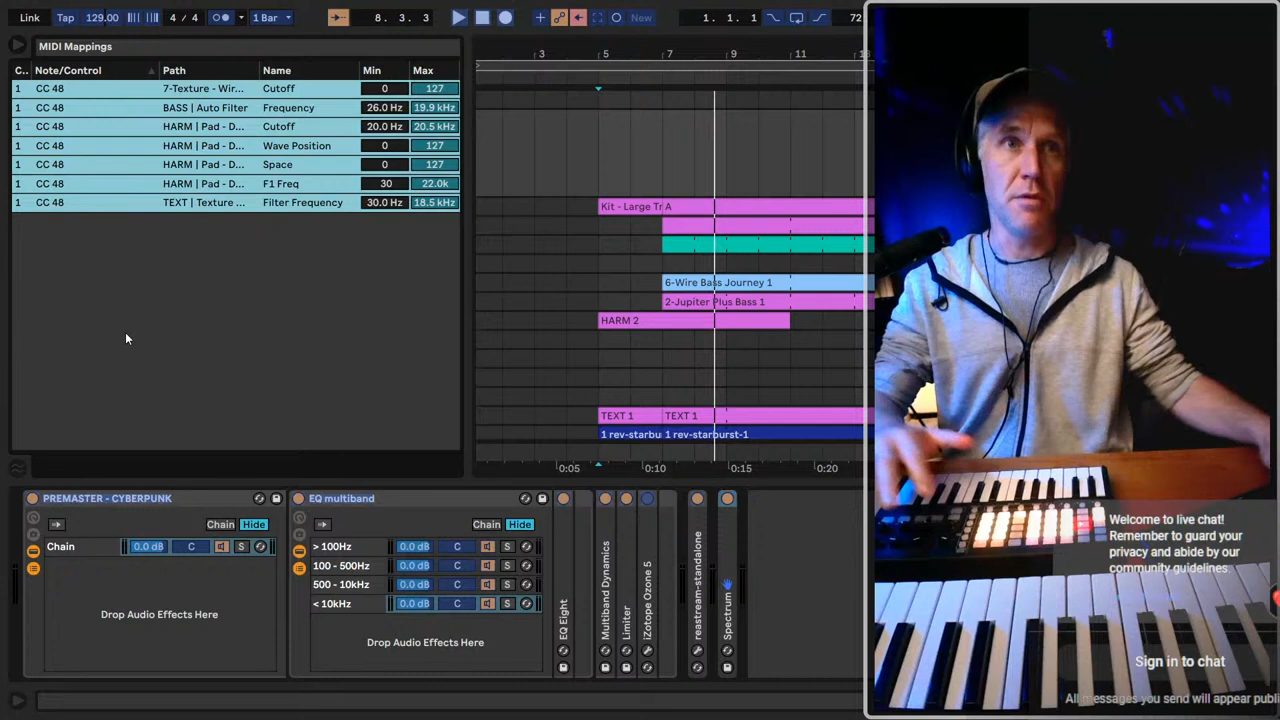 Link Tap 129.00 4 / 4 1 Bar 8. 3. 3 Now 1. 1. 1 72
MIDI Mappings
C.. Note/Control Path Name Min Max
1 CC 48 7-Texture - Wir... Cutoff 0 127
1 CC 48 BASS | Auto Filter Frequency 26.0 Hz 19.9 kHz
1 CC 48 HARM | Pad - D... Cutoff 20.0 Hz 20.5 kHz
1 CC 48 HARM | Pad - D... Wave Position 0 127
1 CC 48 HARM | Pad - D... Space 0 127
1 CC 48 HARM | Pad - D... F1 Freq 30 22.0k
1 CC 48 TEXT | Texture ... Filter Frequency 30.0 Hz 18.5 kHz
3 5 7 9 11
Kit - Large Tr A
6-Wire Bass Journey 1
2-Jupiter Plus Bass 1
HARM 2
TEXT 1 TEXT 1
1 rev-starbu 1 rev-starburst-1
0:05 0:10 0:15 0:20
PREMASTER - CYBERPUNK
Chain Hide
Chain 0.0 dB C S
Drop Audio Effects Here
EQ multiband
Chain Hide
> 100Hz 0.0 dB C S
100 - 500Hz 0.0 dB C S
500 - 10kHz 0.0 dB C S
< 10kHz 0.0 dB C S
Drop Audio Effects Here
EQ Eight
Multiband Dynamics
Limiter
iZotope Ozone 5
reastream-standalone
Spectrum
Welcome to live chat!
Remember to guard your
privacy and abide by our
community guidelines.
Sign in to chat
All messages you send will appear publi